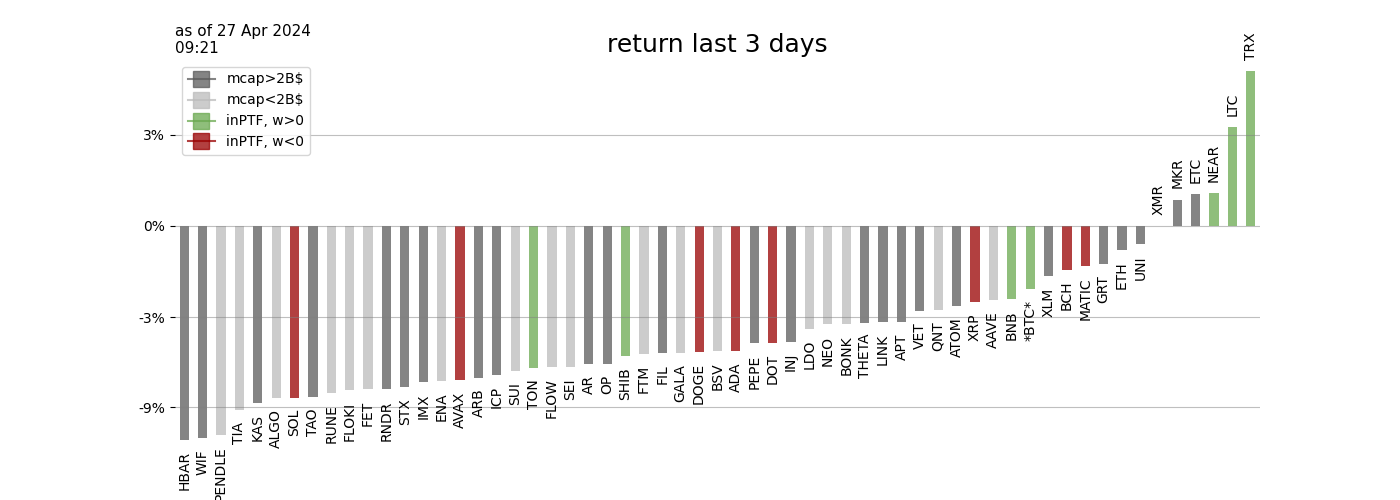 as of 27 Apr 2024
09:21
return last 3 days
mcap>2B$
mcap<2B$
inPTF, w>0
inPTF, w<0
3%
0%
-3%
-9%
HBAR
WIF
PENDLE
TIA
KAS
ALGO
SOL
TAO
RUNE
FLOKI
FET
RNDR
STX
IMX
ENA
AVAX
ARB
ICP
SUI
TON
FLOW
SEI
AR
OP
SHIB
FTM
FIL
GALA
DOGE
BSV
ADA
PEPE
DOT
INJ
LDO
NEO
BONK
THETA
LINK
APT
VET
QNT
ATOM
XRP
AAVE
BNB
*BTC*
XLM
BCH
MATIC
GRT
ETH
UNI
XMR
MKR
ETC
NEAR
LTC
TRX